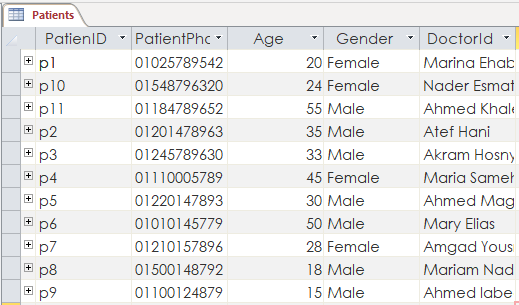 Patients
PatienID PatientPho Age Gender DoctorId
p1 01025789542 20 Female Marina Ehab
p10 01548796320 24 Female Nader Esmat
p11 01184789652 55 Male Ahmed Khale
p2 01201478963 35 Male Atef Hani
p3 01245789630 33 Male Akram Hosny
p4 01110005789 45 Female Maria Sameh
p5 01220147893 30 Male Ahmed Mag
p6 01010145779 50 Male Mary Elias
p7 01210157896 28 Female Amgad Yous
p8 01500148792 18 Male Mariam Nad
p9 01100124879 15 Male Ahmed labe